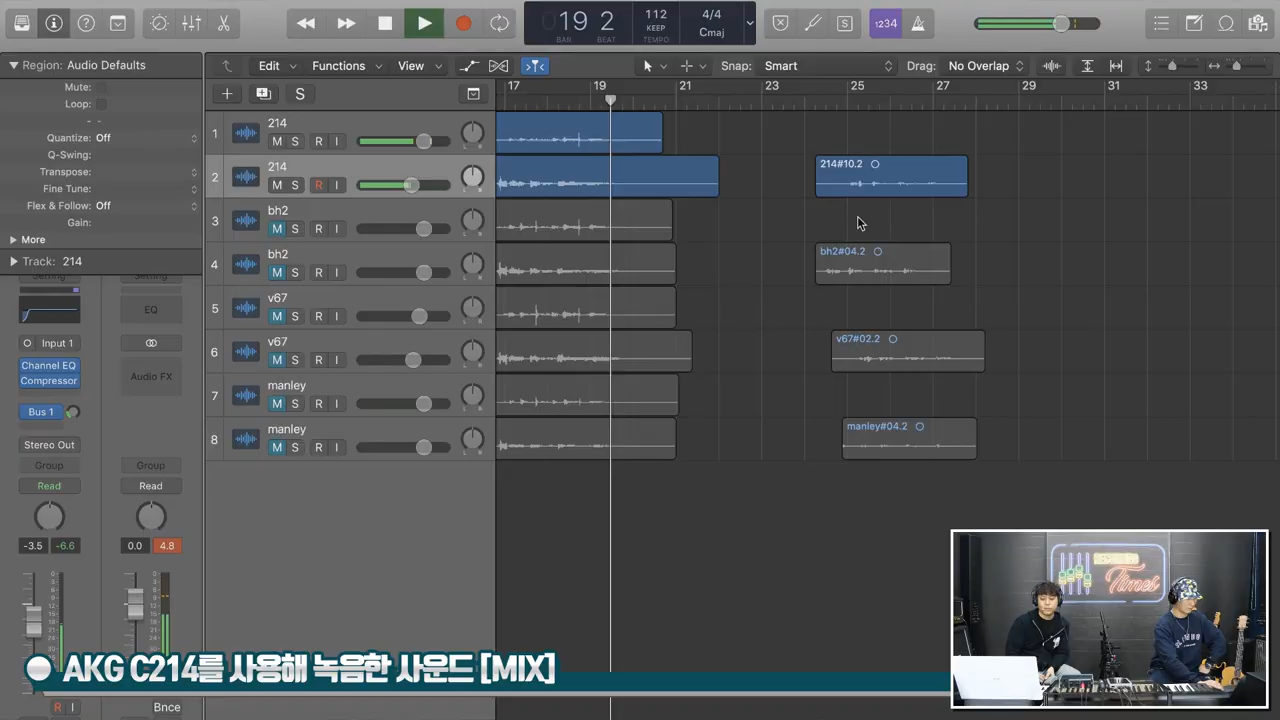 19 2
BAR BEAT
112
KEEP
TEMPO
4/4
Cmaj
S
1234
Region: Audio Defaults
Mute:
Loop:
Quantize: Off
Q-Swing:
Transpose:
Fine Tune:
Flex & Follow: Off
Gain:
More
Track: 214
Edit
Functions
View
Snap: Smart
Drag: No Overlap
S
17
19
21
23
25
27
29
31
33
1
214
M S R I
2
214
M S R I
214#10.2
3
bh2
M S R I
4
bh2
M S R I
bh2#04.2
5
v67
M S R I
6
v67
M S R I
v67#02.2
7
manley
M S R I
8
manley
M S R I
manley#04.2
Setting
Setting
EQ
Input 1
Channel EQ
Compressor
Audio FX
Bus 1
Stereo Out
Group
Group
Read
Read
-3.5
-6.6
0.0
4.8
R I
Bnce
Times
AKG C214를 사용해 녹음한 사운드 [MIX]